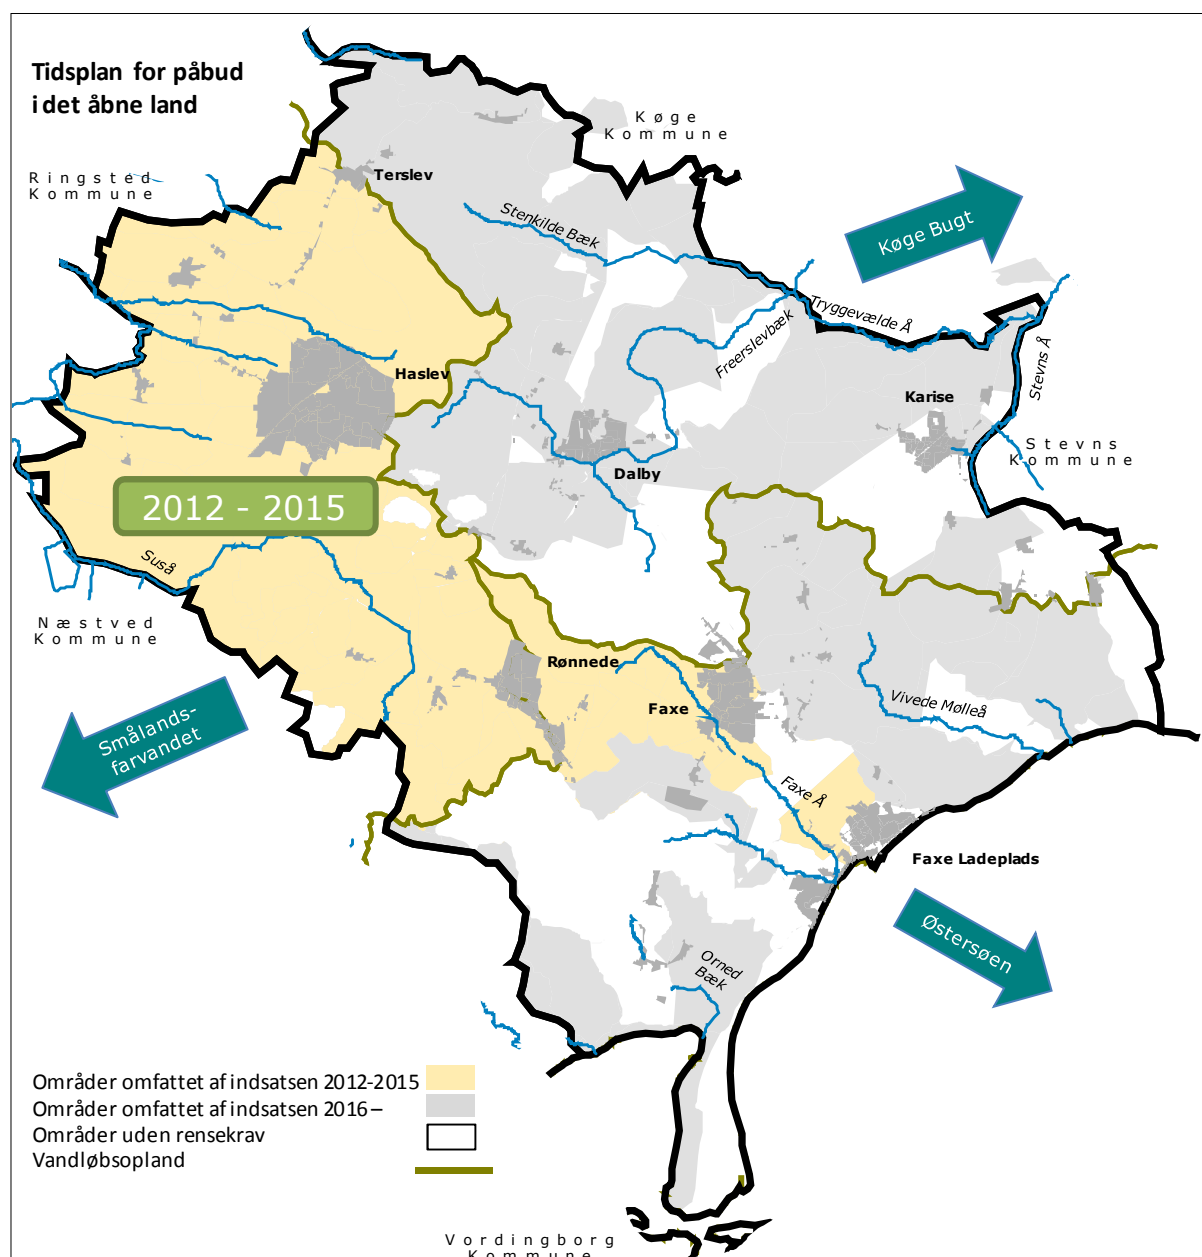 Tidsplan for påbud
i det åbne land
Køge
Kommune
Ringsted
Kommune
Terslev
Stenkilde Bæk
Køge Bugt
Tryggevælde Å
Freerslevbæk
Stevns Å
Haslev
Karise
Stevns
Kommune
Dalby
2012 - 2015
Suså
Næstved
Kommune
Rønnede
Faxe
Vivede Mølleå
Smålands-
farvandet
Faxe Å
Faxe Ladeplads
Østersøen
Orned
Bæk
Områder omfattet af indsatsen 2012-2015
Områder omfattet af indsatsen 2016–
Områder uden rensekrav
Vandløbsopland
Vordingborg
Kommune